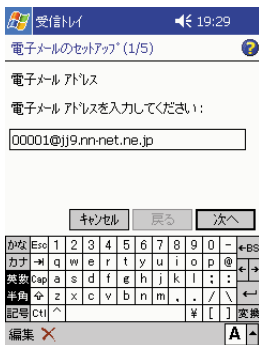 受信トレイ 19:29
電子メールのセットアップ (1/5)
電子メール アドレス
電子メール アドレスを入力してください:
00001@jj9.nn-net.ne.jp
キャンセル 戻る 次へ
かな Esc 1 2 3 4 5 6 7 8 9 0 - ←BS
カナ q w e r t y u i o p @ ← →
英数 Cap a s d f g h j k l ; :
半角 z x c v b n m , . / \
記号 Ctl ^ ¥ [ ] 変換
編集 A